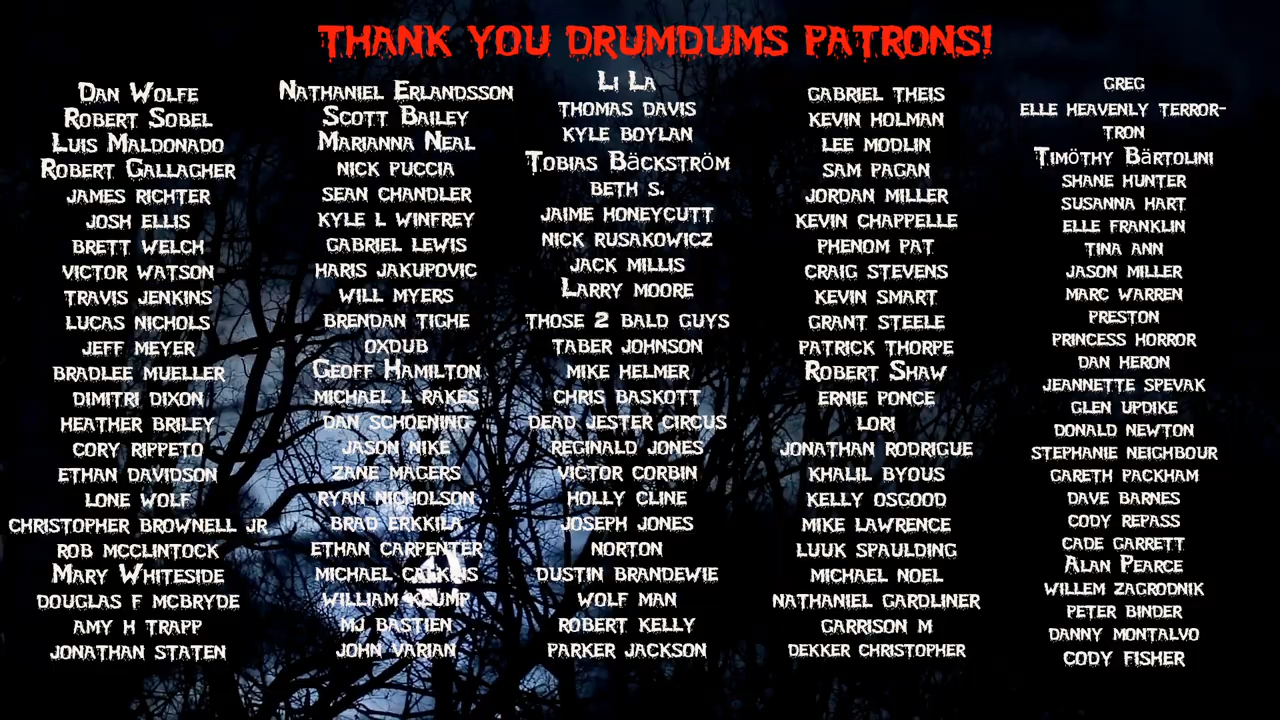 THANK YOU DRUMDUMS PATRONS!
Dan Wolfe
Robert Sobel
Luis Maldonado
Robert Gallagher
JAMES RICHTER
JOSH ELLIS
BRETT WELCH
VICTOR WATSON
TRAVIS JENKINS
LUCAS NICHOLS
JEFF MEYER
BRADLEE MUELLER
DIMITRI DIXON
HEATHER BRILEY
CORY RIPPETO
ETHAN DAVIDSON
LONE WOLF
CHRISTOPHER BROWNELL JR
ROB MCCLINTOCK
Mary Whiteside
DOUGLAS F MCBRYDE
AMY H TRAPP
JONATHAN STATEN
Nathaniel Erlandsson
Scott Bailey
Marianna Neal
NICK PUCCIA
SEAN CHANDLER
KYLE L WINFREY
GABRIEL LEWIS
HARIS JAKUPOVIC
WILL MYERS
BRENDAN TIGHE
OXDUB
Geoff Hamilton
MICHAEL L RAKES
DAN SCHOENING
JASON NIKE
ZANE MAGERS
RYAN NICHOLSON
BRAD ERKKILA
ETHAN CARPENTER
MICHAEL
WILLIAM KLUMP
MJ BASTIEN
JOHN VARIAN
Li La
THOMAS DAVIS
KYLE BOYLAN
Tobias Bäckström
BETH S.
JAIME HONEYCUTT
NICK RUSAKOWICZ
JACK MILLIS
Larry MOORE
THOSE 2 BALD GUYS
TABER JOHNSON
MIKE HELMER
CHRIS BASKOTT
DEAD JESTER CIRCUS
REGINALD JONES
VICTOR CORBIN
HOLLY CLINE
JOSEPH JONES
NORTON
DUSTIN BRANDEWIE
WOLF MAN
ROBERT KELLY
PARKER JACKSON
GABRIEL THEIS
KEVIN HOLMAN
LEE MODLIN
SAM PAGAN
JORDAN MILLER
KEVIN CHAPPELLE
PHENOM PAT
CRAIG STEVENS
KEVIN SMART
GRANT STEELE
PATRICK THORPE
Robert Shaw
ERNIE PONCE
LORI
JONATHAN RODRIGUE
KHALIL BYOUS
KELLY OSGOOD
MIKE LAWRENCE
LUUK SPAULDING
MICHAEL NOEL
NATHANIEL GARDLINER
GARRISON M
DEKKER CHRISTOPHER
GREG
ELLE HEAVENLY TERROR-
TRON
Timöthy Bärtolini
SHANE HUNTER
SUSANNA HART
ELLE FRANKLIN
TINA ANN
JASON MILLER
MARC WARREN
PRESTON
PRINCESS HORROR
DAN HERON
JEANNETTE SPEVAK
GLEN UPDIKE
DONALD NEWTON
STEPHANIE NEIGHBOUR
GARETH PACKHAM
DAVE BARNES
CODY REPASS
CADE GARRETT
Alan Pearce
WILLEM ZAGRODNIK
PETER BINDER
DANNY MONTALVO
CODY FISHER